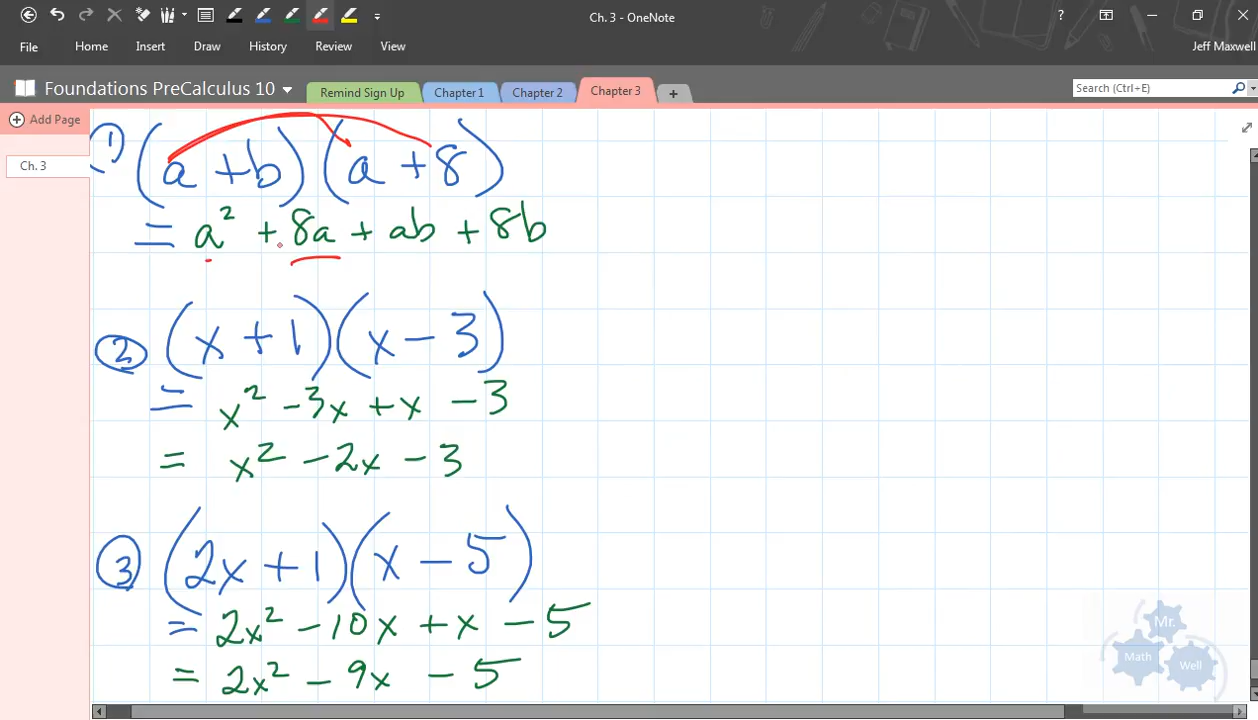 Ch. 3 - OneNote
?
File Home Insert Draw History Review View
Jeff Maxwell
Foundations PreCalculus 10
Remind Sign Up Chapter 1 Chapter 2 Chapter 3 +
Search (Ctrl+E)
Add Page
Ch. 3
① (a + b)(a + 8)
= a² + 8a + ab + 8b
② (x + 1)(x - 3)
= x² - 3x + x - 3
= x² - 2x - 3
③ (2x + 1)(x - 5)
= 2x² - 10x + x - 5
= 2x² - 9x - 5
Mr.
Math
Well